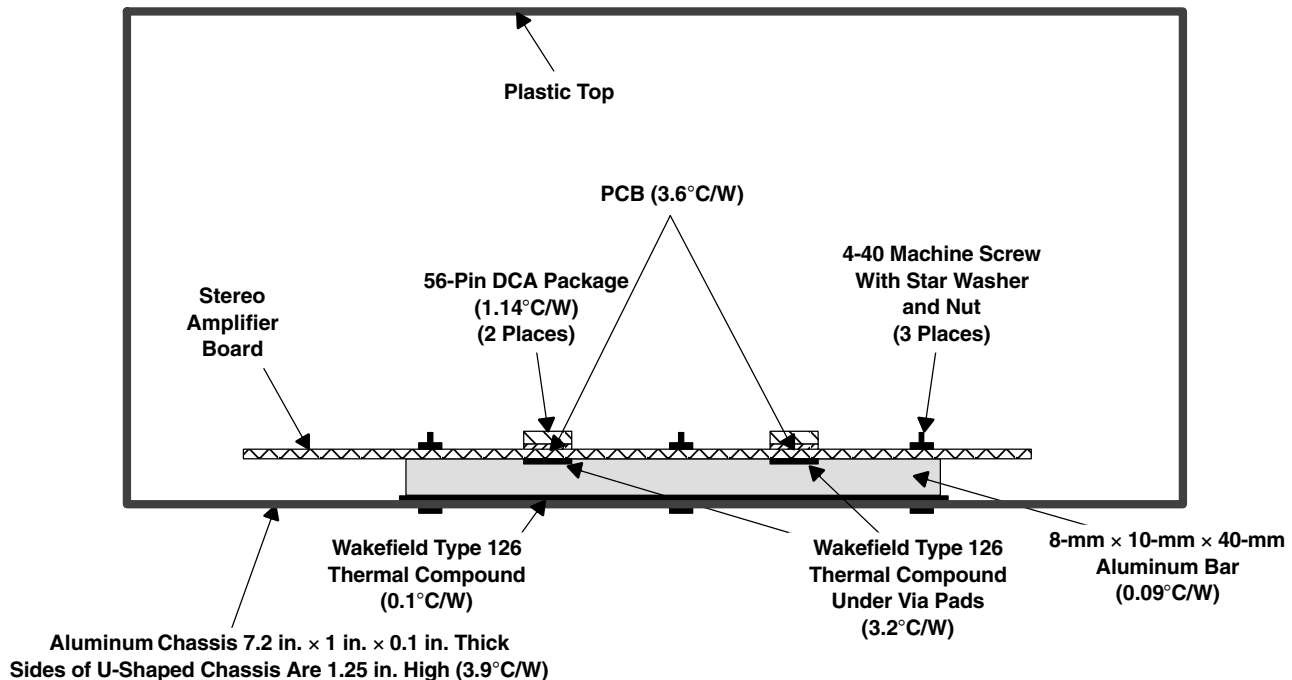 Plastic Top
PCB (3.6°C/W)
4-40 Machine Screw
With Star Washer
and Nut
(3 Places)
56-Pin DCA Package
(1.14°C/W)
(2 Places)
Stereo
Amplifier
Board
Wakefield Type 126
Thermal Compound
(0.1°C/W)
Wakefield Type 126
Thermal Compound
Under Via Pads
(3.2°C/W)
8-mm × 10-mm × 40-mm
Aluminum Bar
(0.09°C/W)
Aluminum Chassis 7.2 in. × 1 in. × 0.1 in. Thick
Sides of U-Shaped Chassis Are 1.25 in. High (3.9°C/W)